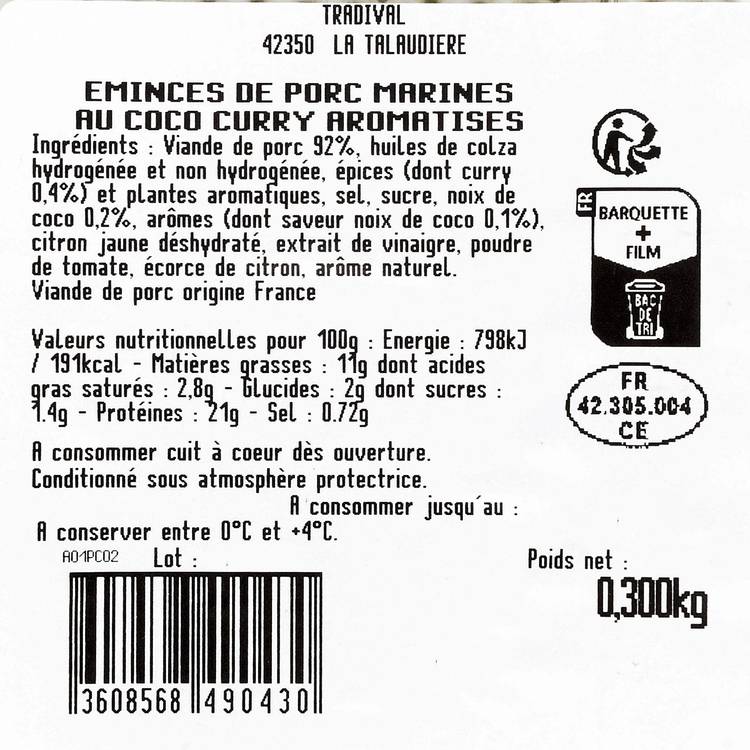 TRADIVAL
42350 LA TALAUDIERE
EMINCES DE PORC MARINES
AU COCO CURRY AROMATISES
Ingrédients : Viande de porc 92%, huiles de colza
hydrogénée et non hydrogénée, épices (dont curry
0,4%) et plantes aromatiques, sel, sucre, noix de
coco 0,2%, arômes (dont saveur noix de coco 0,1%),
citron jaune déshydraté, extrait de vinaigre, poudre
de tomate, écorce de citron, arôme naturel.
Viande de porc origine France
FR
BARQUETTE
+
FILM
BAC
DE
TRI
Valeurs nutritionnelles pour 100g : Energie : 798kJ
/ 191kcal - Matières grasses : 11g dont acides
gras saturés : 2,8g - Glucides : 2g dont sucres :
1.4g - Protéines : 21g - Sel : 0.72g
FR
42.305.004
CE
A consommer cuit à coeur dès ouverture.
Conditionné sous atmosphère protectrice.
A consommer jusqu'au :
A conserver entre 0°C et +4°C.
A01PC02 Lot :
Poids net :
0,300kg
3608568 490430